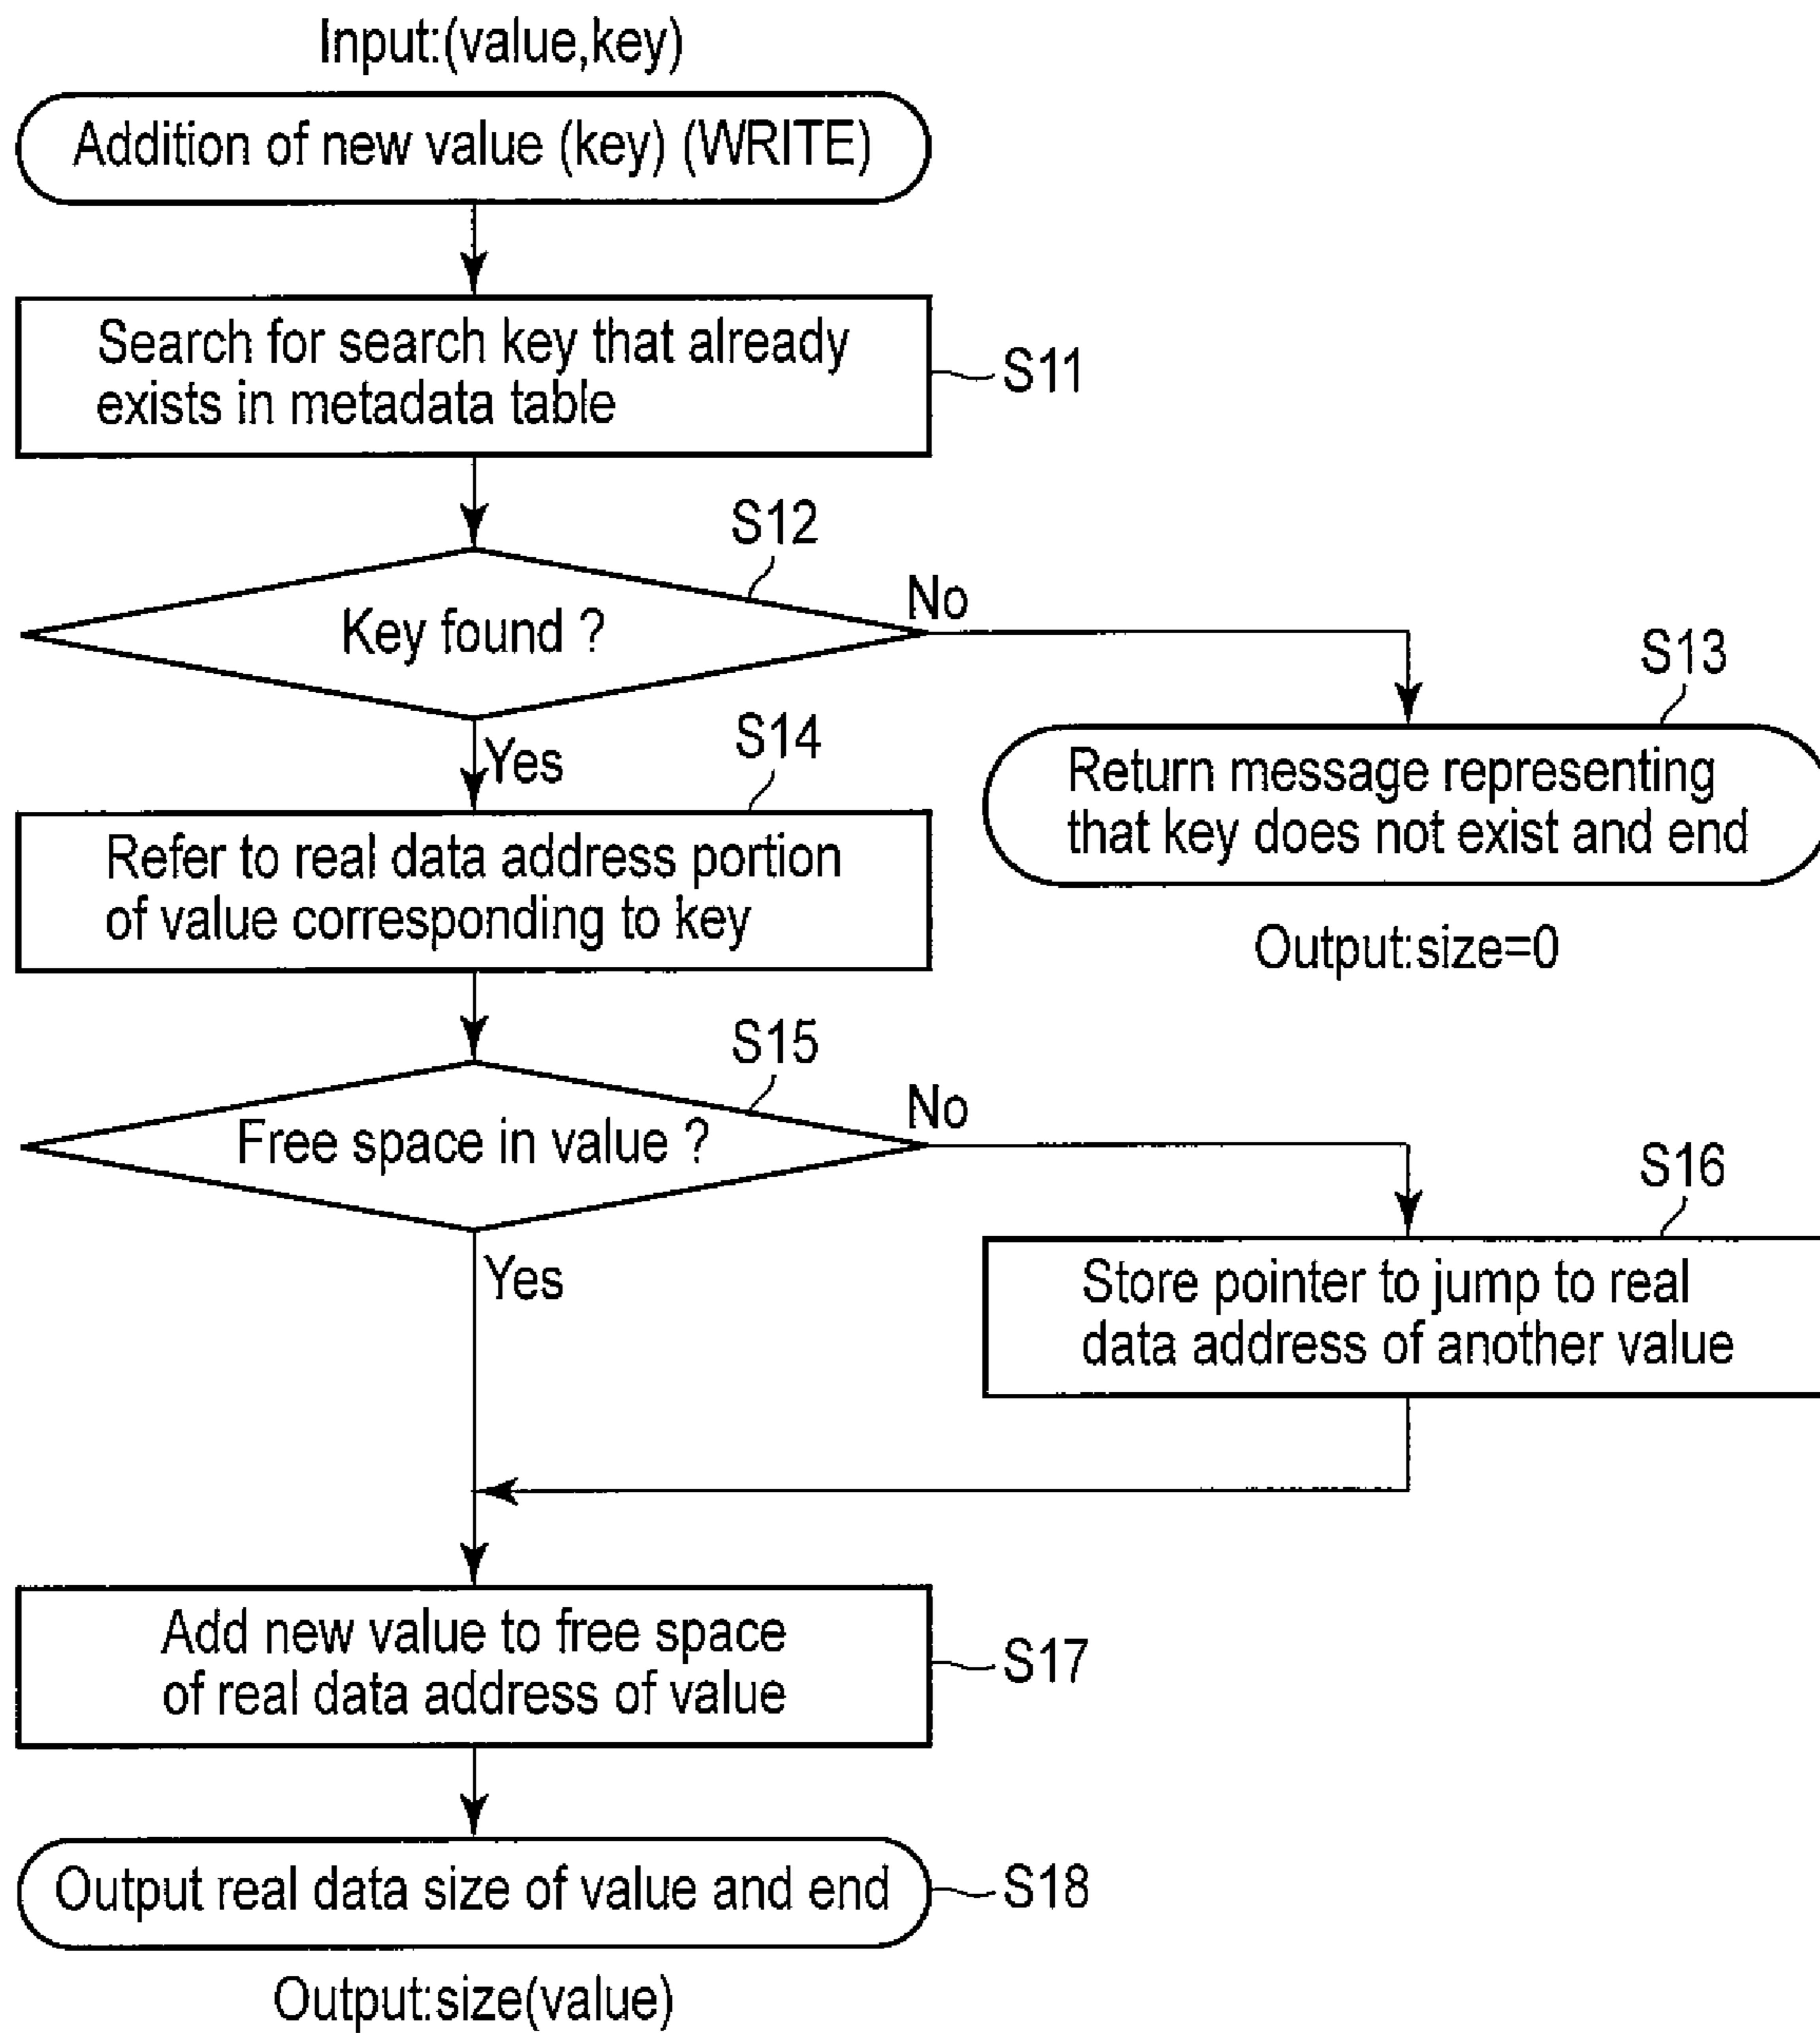 Input:(value,key)
Addition of new value (key) (WRITE)
Search for search key that already
exists in metadata table
S11
S12
Key found ?
No
Yes
S13
Return message representing
that key does not exist and end
Output:size=0
S14
Refer to real data address portion
of value corresponding to key
S15
Free space in value ?
No
Yes
S16
Store pointer to jump to real
data address of another value
Add new value to free space
of real data address of value
S17
Output real data size of value and end
S18
Output:size(value)